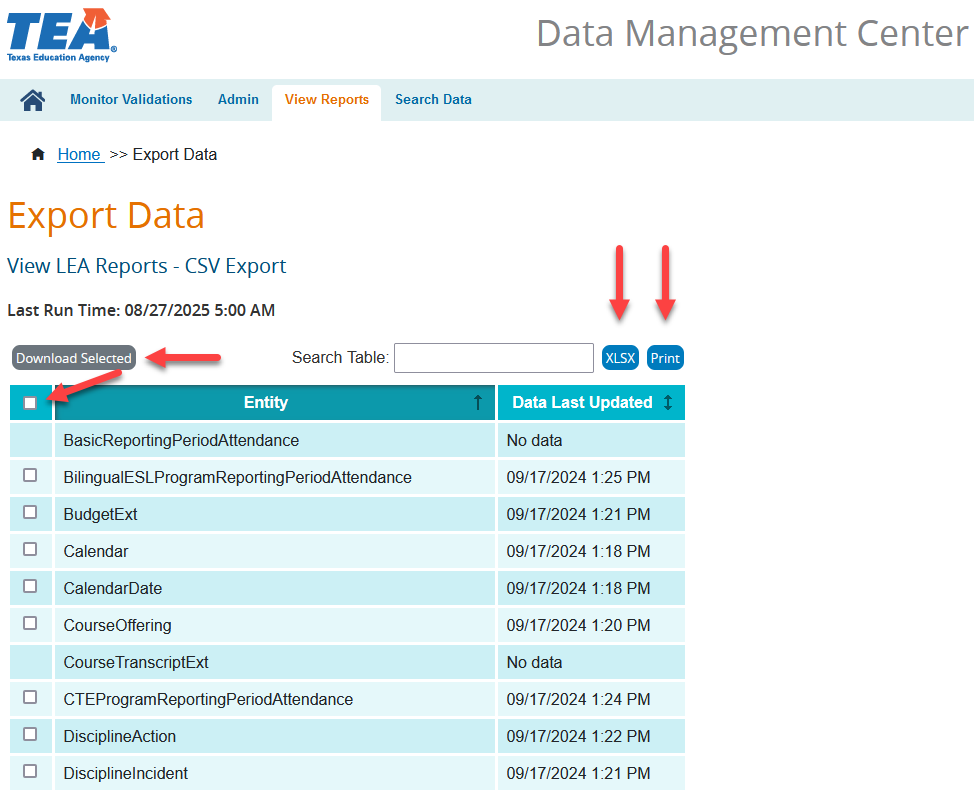 TEA®
Texas Education Agency
Data Management Center
Monitor Validations Admin View Reports Search Data
Home >> Export Data
Export Data
View LEA Reports - CSV Export
Last Run Time: 08/27/2025 5:00 AM
Download Selected Search Table: XLSX Print
Entity ↑ Data Last Updated ↕
BasicReportingPeriodAttendance No data
BilingualESLProgramReportingPeriodAttendance 09/17/2024 1:25 PM
BudgetExt 09/17/2024 1:21 PM
Calendar 09/17/2024 1:18 PM
CalendarDate 09/17/2024 1:18 PM
CourseOffering 09/17/2024 1:20 PM
CourseTranscriptExt No data
CTEProgramReportingPeriodAttendance 09/17/2024 1:24 PM
DisciplineAction 09/17/2024 1:22 PM
DisciplineIncident 09/17/2024 1:21 PM